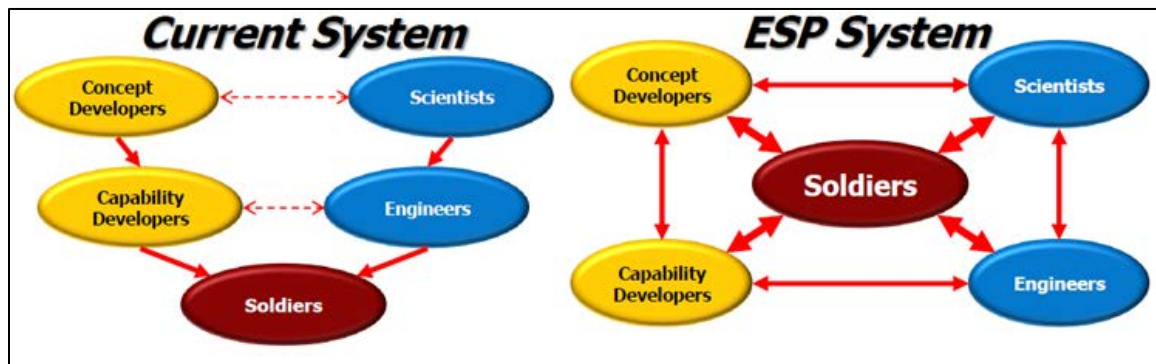 Current System
Concept
Developers
Scientists
Capability
Developers
Engineers
Soldiers
ESP System
Concept
Developers
Scientists
Soldiers
Capability
Developers
Engineers